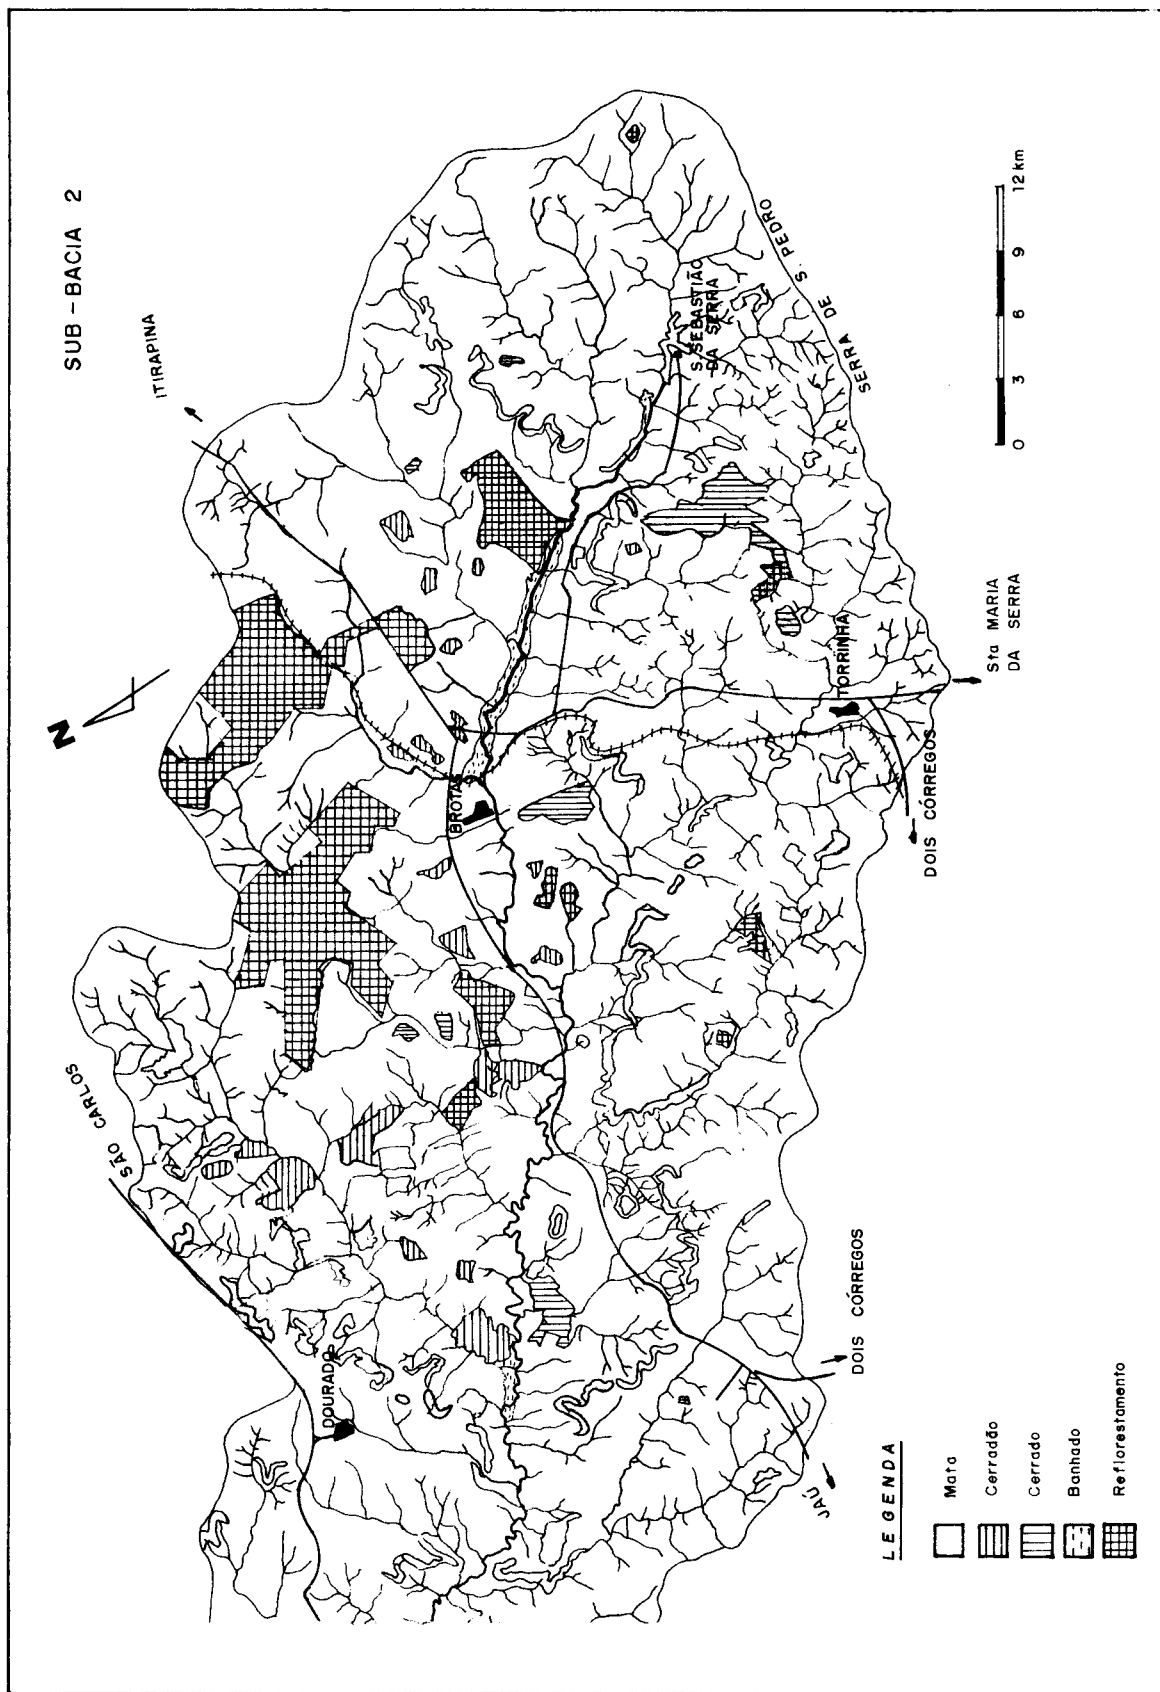 SUB-BACIA 2
ITIRAPINA
N
SÃO CARLOS
BROTAS
DOURADO
S. SEBASTIÃO
DA SERRA
SERRA DE S. PEDRO
TORRINHA
Sta MARIA
DA SERRA
DOIS CÓRREGOS
DOIS CÓRREGOS
JAÚ
0 3 6 9 12 km
LEGENDA
Mata
Cerradão
Cerrado
Banhado
Reflorestamento